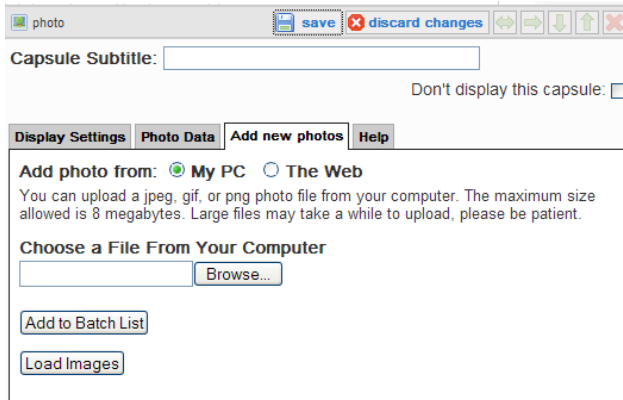 photo save discard changes
Capsule Subtitle:
Don't display this capsule:
Display Settings Photo Data Add new photos Help
Add photo from: My PC The Web
You can upload a jpeg, gif, or png photo file from your computer. The maximum size
allowed is 8 megabytes. Large files may take a while to upload, please be patient.
Choose a File From Your Computer
Browse...
Add to Batch List
Load Images